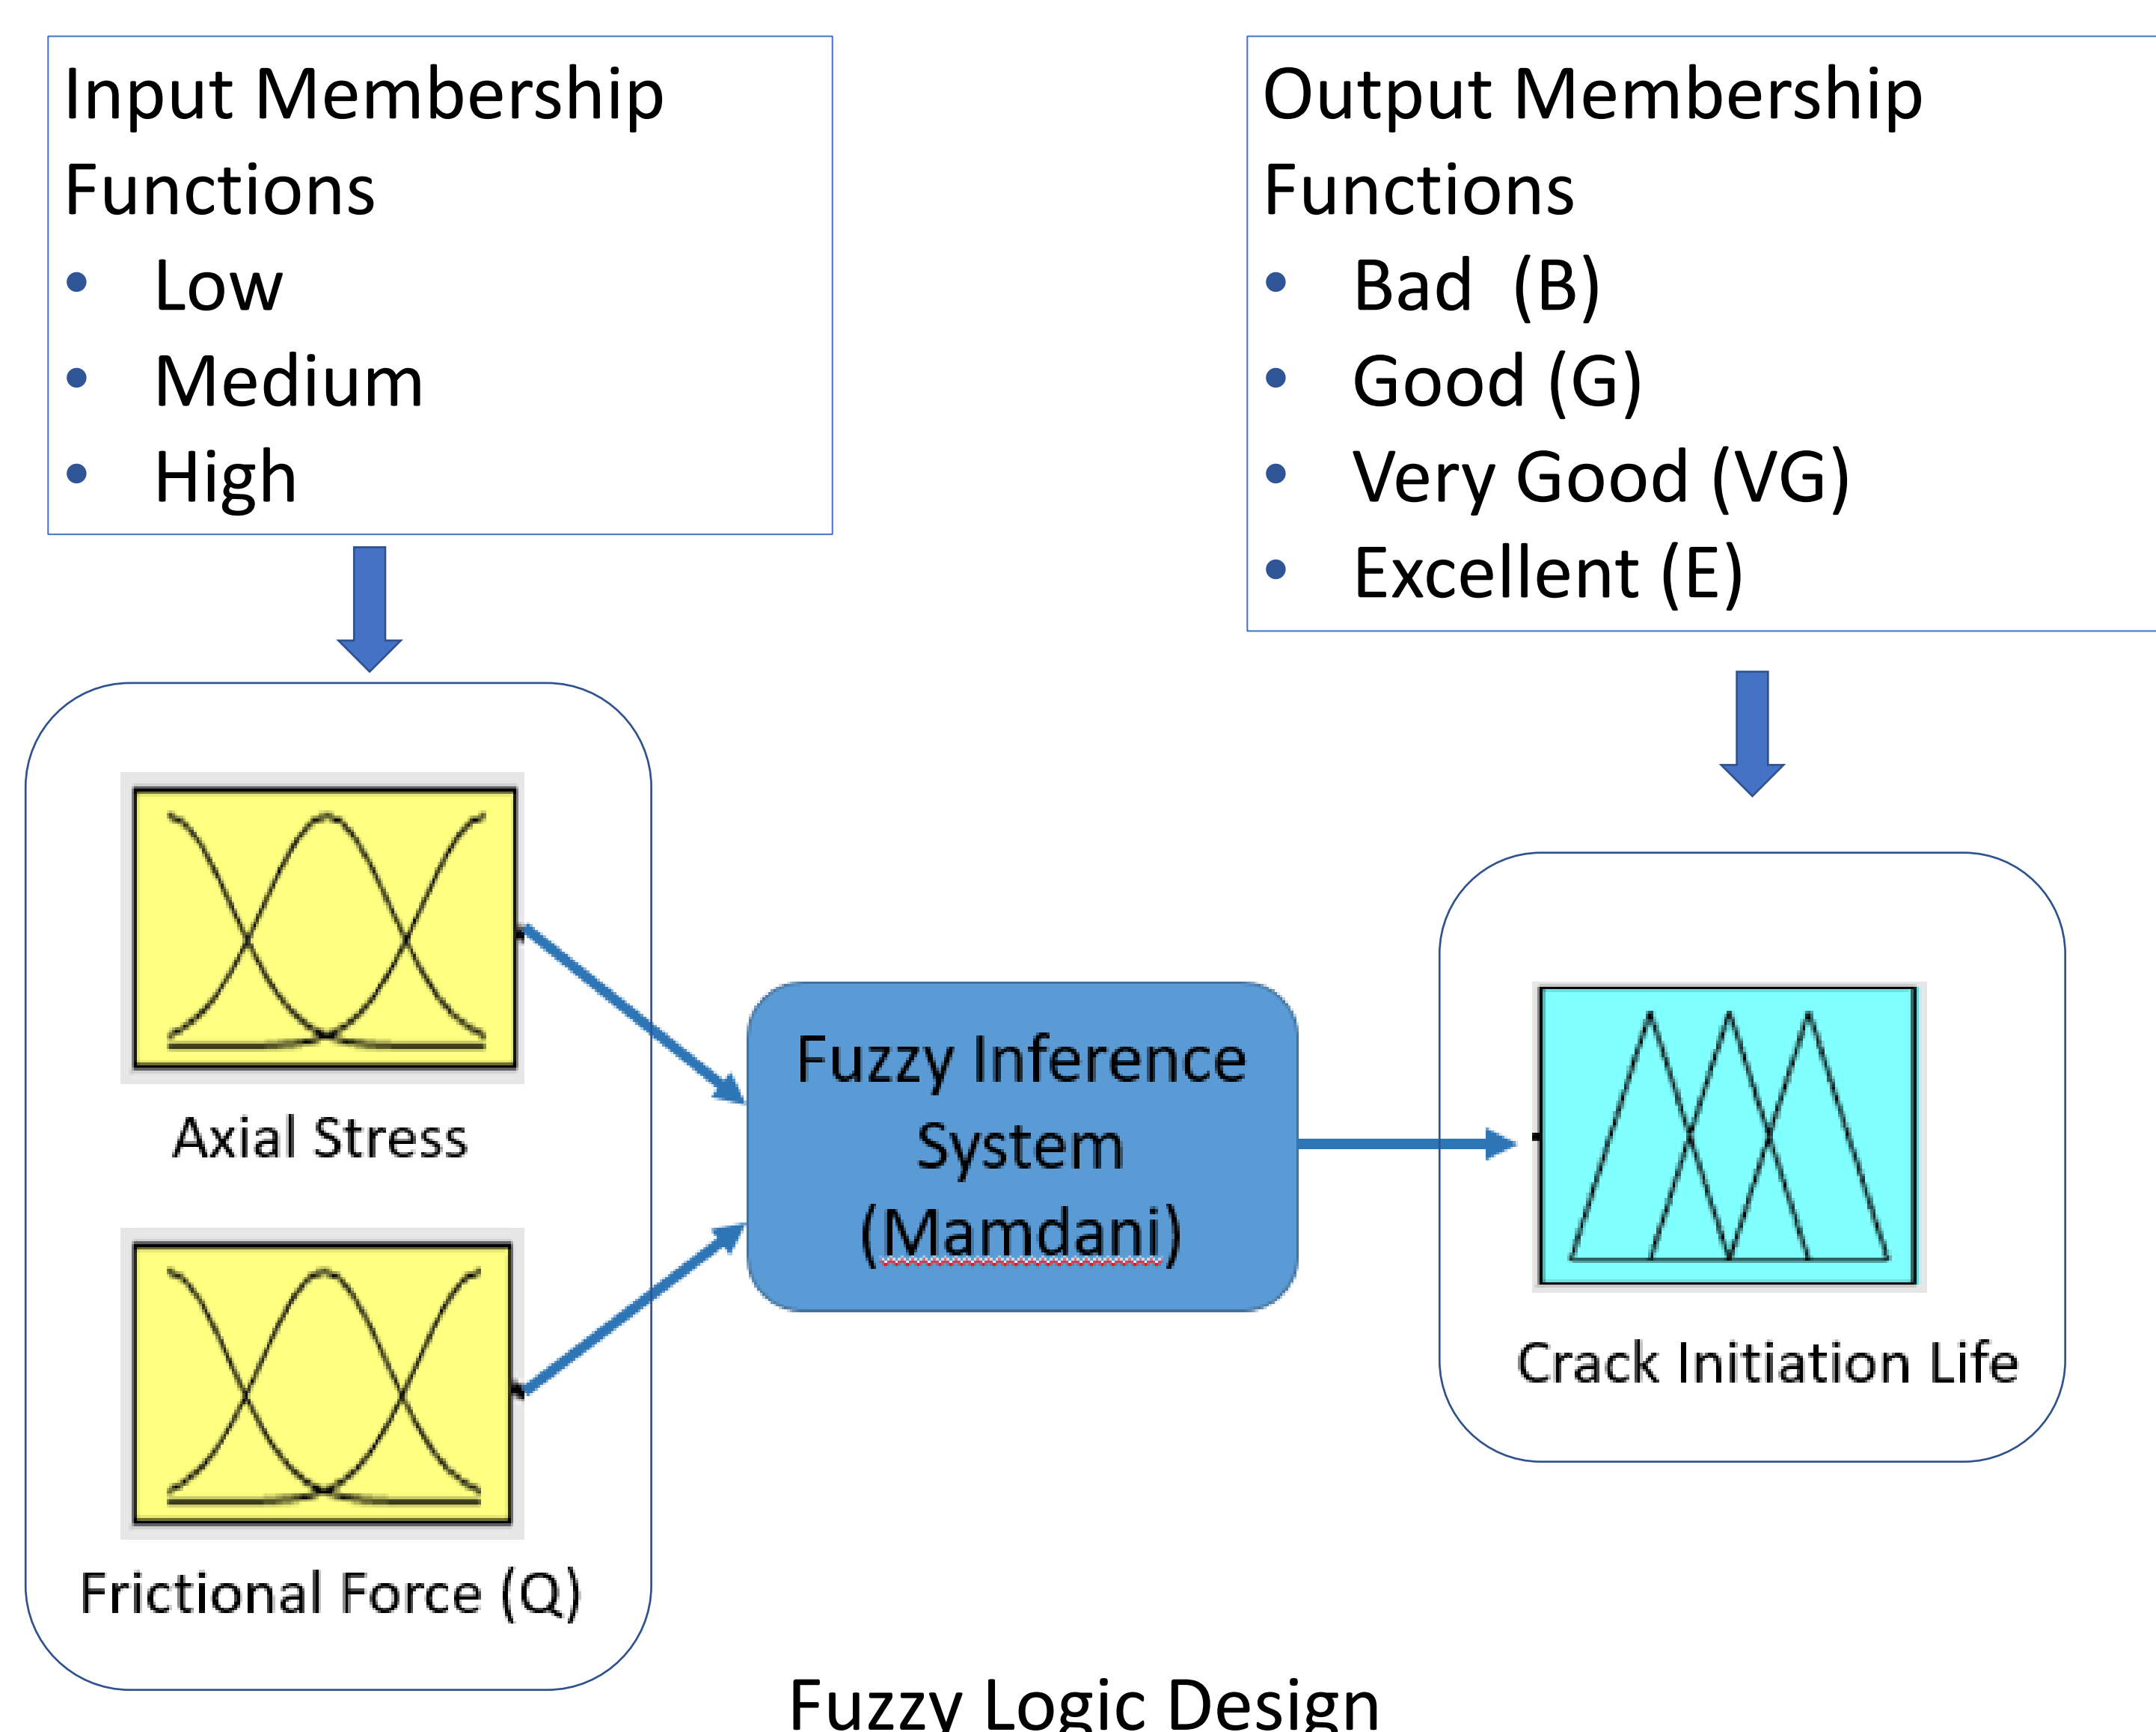 Input Membership
Functions
• Low
• Medium
• High
Output Membership
Functions
• Bad  (B)
• Good (G)
• Very Good (VG)
• Excellent (E)
Axial Stress
Frictional Force (Q)
Fuzzy Inference
System
(Mamdani)
Crack Initiation Life
Fuzzy Logic Design